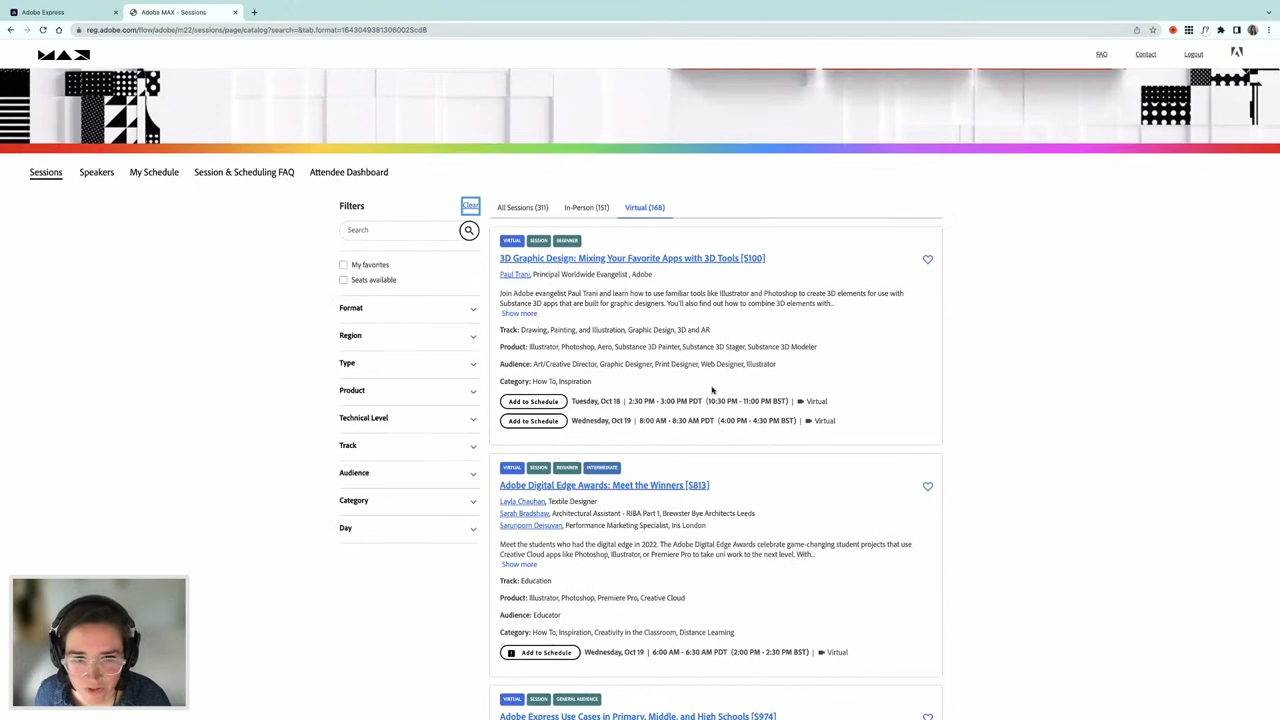 Adobe Express
Adobe MAX - Sessions
reg.adobe.com/flow/adobe/m22/sessions/page/catalog?search=&tab.format=1643049381306002ScdB
MAX
FAQ
Contact
Logout
Sessions
Speakers
My Schedule
Session & Scheduling FAQ
Attendee Dashboard
Filters
Clear
Search
My favorites
Seats available
Format
Region
Type
Product
Technical Level
Track
Audience
Category
Day
All Sessions (311)
In-Person (151)
Virtual (168)
VIRTUAL SESSION BEGINNER
3D Graphic Design: Mixing Your Favorite Apps with 3D Tools [S100]
Paul Trani, Principal Worldwide Evangelist , Adobe
Join Adobe evangelist Paul Trani and learn how to use familiar tools like Illustrator and Photoshop to create 3D elements for use with
Substance 3D apps that are built for graphic designers. You'll also find out how to combine 3D elements with...
Show more
Track: Drawing, Painting, and Illustration, Graphic Design, 3D and AR
Product: Illustrator, Photoshop, Aero, Substance 3D Painter, Substance 3D Stager, Substance 3D Modeler
Audience: Art/Creative Director, Graphic Designer, Print Designer, Web Designer, Illustrator
Category: How To, Inspiration
Add to Schedule Tuesday, Oct 18 | 2:30 PM - 3:00 PM PDT (10:30 PM - 11:00 PM BST) | Virtual
Add to Schedule Wednesday, Oct 19 | 8:00 AM - 8:30 AM PDT (4:00 PM - 4:30 PM BST) | Virtual
VIRTUAL SESSION BEGINNER INTERMEDIATE
Adobe Digital Edge Awards: Meet the Winners [S813]
Layla Chauhan, Textile Designer
Sarah Bradshaw, Architectural Assistant - RIBA Part 1, Brewster Bye Architects Leeds
Sarunporn Dejsuvan, Performance Marketing Specialist, Iris London
Meet the students who had the digital edge in 2022. The Adobe Digital Edge Awards celebrate game-changing student projects that use
Creative Cloud apps like Photoshop, Illustrator, or Premiere Pro to take uni work to the next level. With...
Show more
Track: Education
Product: Illustrator, Photoshop, Premiere Pro, Creative Cloud
Audience: Educator
Category: How To, Inspiration, Creativity in the Classroom, Distance Learning
Add to Schedule Wednesday, Oct 19 | 6:00 AM - 6:30 AM PDT (2:00 PM - 2:30 PM BST) | Virtual
VIRTUAL SESSION GENERAL AUDIENCE
Adobe Express Use Cases in Primary, Middle, and High Schools [S974]